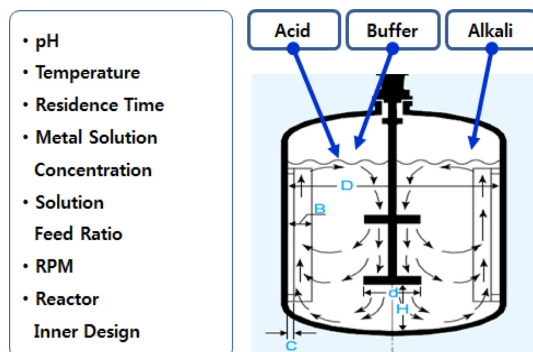 • pH
• Temperature
• Residence Time
• Metal Solution
Concentration
• Solution
Feed Ratio
• RPM
• Reactor
Inner Design
Acid
Buffer
Alkali
D
B
d
H
C